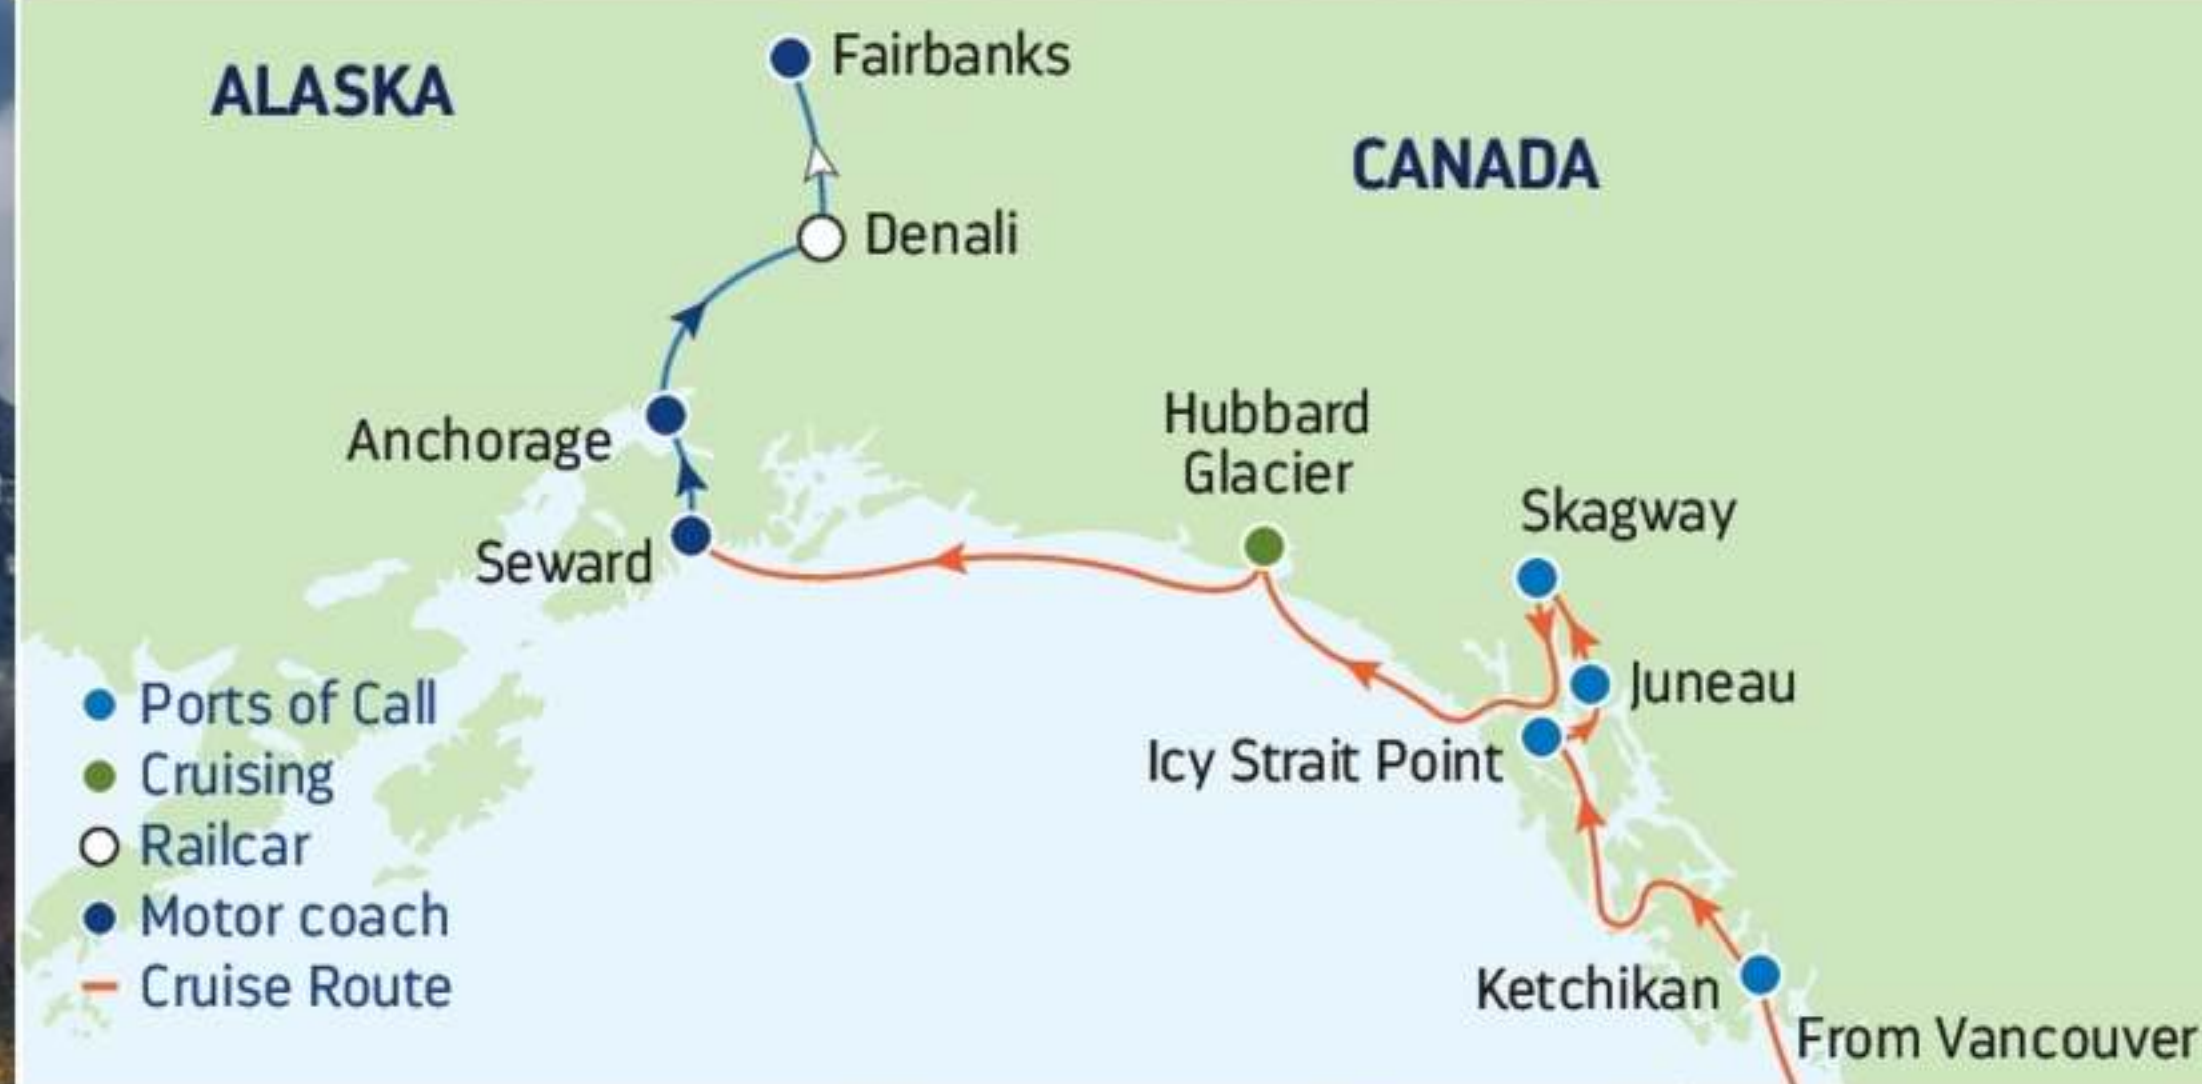 ALASKA
Fairbanks
CANADA
Denali
Anchorage
Hubbard
Glacier
Skagway
Seward
Juneau
Icy Strait Point
Ketchikan
From Vancouver
Ports of Call
Cruising
Railcar
Motor coach
Cruise Route